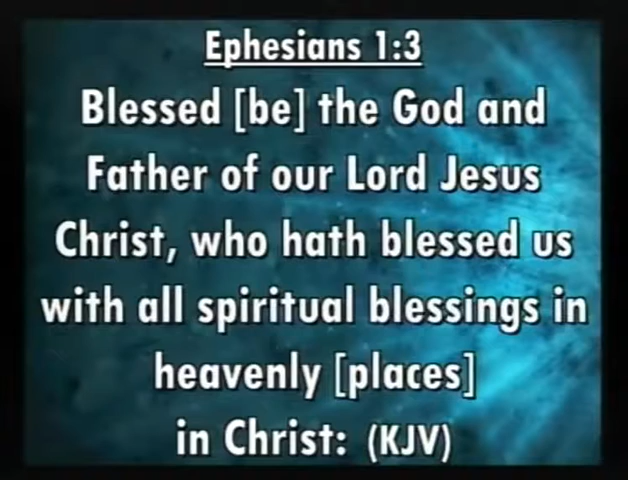 Ephesians 1:3
Blessed [be] the God and
Father of our Lord Jesus
Christ, who hath blessed us
with all spiritual blessings in
heavenly [places]
in Christ: (KJV)